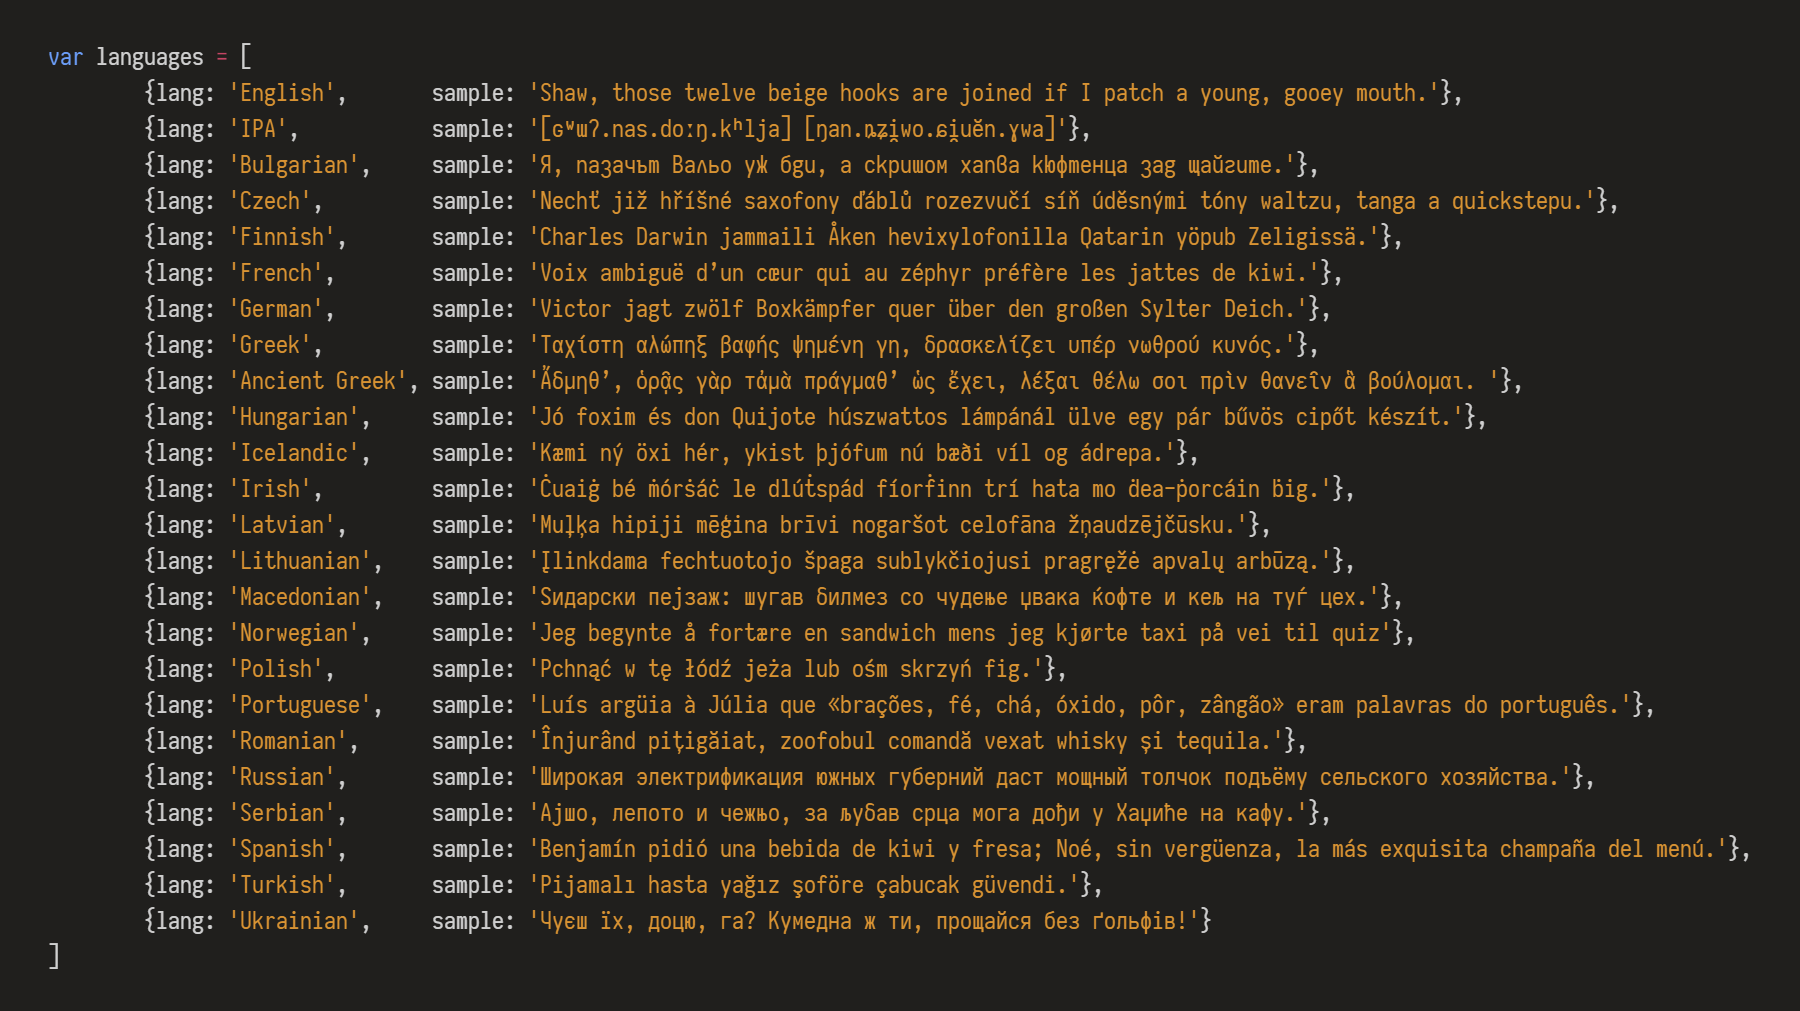 var languages = [
{lang: 'English', sample: 'Shaw, those twelve beige hooks are joined if I patch a young, gooey mouth.'},
{lang: 'IPA', sample: '[ɢʷɯʔ.nas.doːŋ.kʰlja] [ŋan.ȵʑi̯wo.ɕi̯uĕn.ɣwa]'},
{lang: 'Bulgarian', sample: 'Я, пазачът Вальо уж бди, а скришом хапва кюфтенца зад щайгите.'},
{lang: 'Czech', sample: 'Nechť již hříšné saxofony ďáblů rozezvučí síň úděsnými tóny waltzu, tanga a quickstepu.'},
{lang: 'Finnish', sample: 'Charles Darwin jammaili Åken hevixylofonilla Qatarin yöpub Zeligissä.'},
{lang: 'French', sample: 'Voix ambiguë d’un cœur qui au zéphyr préfère les jattes de kiwi.'},
{lang: 'German', sample: 'Victor jagt zwölf Boxkämpfer quer über den großen Sylter Deich.'},
{lang: 'Greek', sample: 'Ταχίστη αλώπηξ βαφής ψημένη γη, δρασκελίζει υπέρ νωθρού κυνός.'},
{lang: 'Ancient Greek', sample: 'Ἄδμηθ’, ὁρᾷς γὰρ τἀμὰ πράγμαθ’ ὡς ἔχει, λέξαι θέλω σοι πρὶν θανεῖν ἃ βούλομαι. '},
{lang: 'Hungarian', sample: 'Jó foxim és don Quijote húszwattos lámpánál ülve egy pár bűvös cipőt készít.'},
{lang: 'Icelandic', sample: 'Kæmi ný öxi hér, ykist þjófum nú bæði víl og ádrepa.'},
{lang: 'Irish', sample: 'Ċuaiġ bé ṁórṡáċ le dlúṫspád fíorḟinn trí hata mo ḋea-ṗorcáin ḃig.'},
{lang: 'Latvian', sample: 'Muļķa hipiji mēģina brīvi nogaršot celofāna žņaudzējčūsku.'},
{lang: 'Lithuanian', sample: 'Įlinkdama fechtuotojo špaga sublykčiojusi pragręžė apvalų arbūzą.'},
{lang: 'Macedonian', sample: 'Ѕидарски пејзаж: шугав билмез со чудење џвака ќофте и кељ на туѓ цех.'},
{lang: 'Norwegian', sample: 'Jeg begynte å fortære en sandwich mens jeg kjørte taxi på vei til quiz'},
{lang: 'Polish', sample: 'Pchnąć w tę łódź jeża lub ośm skrzyń fig.'},
{lang: 'Portuguese', sample: 'Luís argüia à Júlia que «brações, fé, chá, óxido, pôr, zângão» eram palavras do português.'},
{lang: 'Romanian', sample: 'Înjurând pițigăiat, zoofobul comandă vexat whisky și tequila.'},
{lang: 'Russian', sample: 'Широкая электрификация южных губерний даст мощный толчок подъёму сельского хозяйства.'},
{lang: 'Serbian', sample: 'Ајшо, лепото и чежњо, за љубав срца мога дођи у Хаџиће на кафу.'},
{lang: 'Spanish', sample: 'Benjamín pidió una bebida de kiwi y fresa; Noé, sin vergüenza, la más exquisita champaña del menú.'},
{lang: 'Turkish', sample: 'Pijamalı hasta yağız şoföre çabucak güvendi.'},
{lang: 'Ukrainian', sample: 'Чуєш їх, доцю, га? Кумедна ж ти, прощайся без ґольфів!'}
]